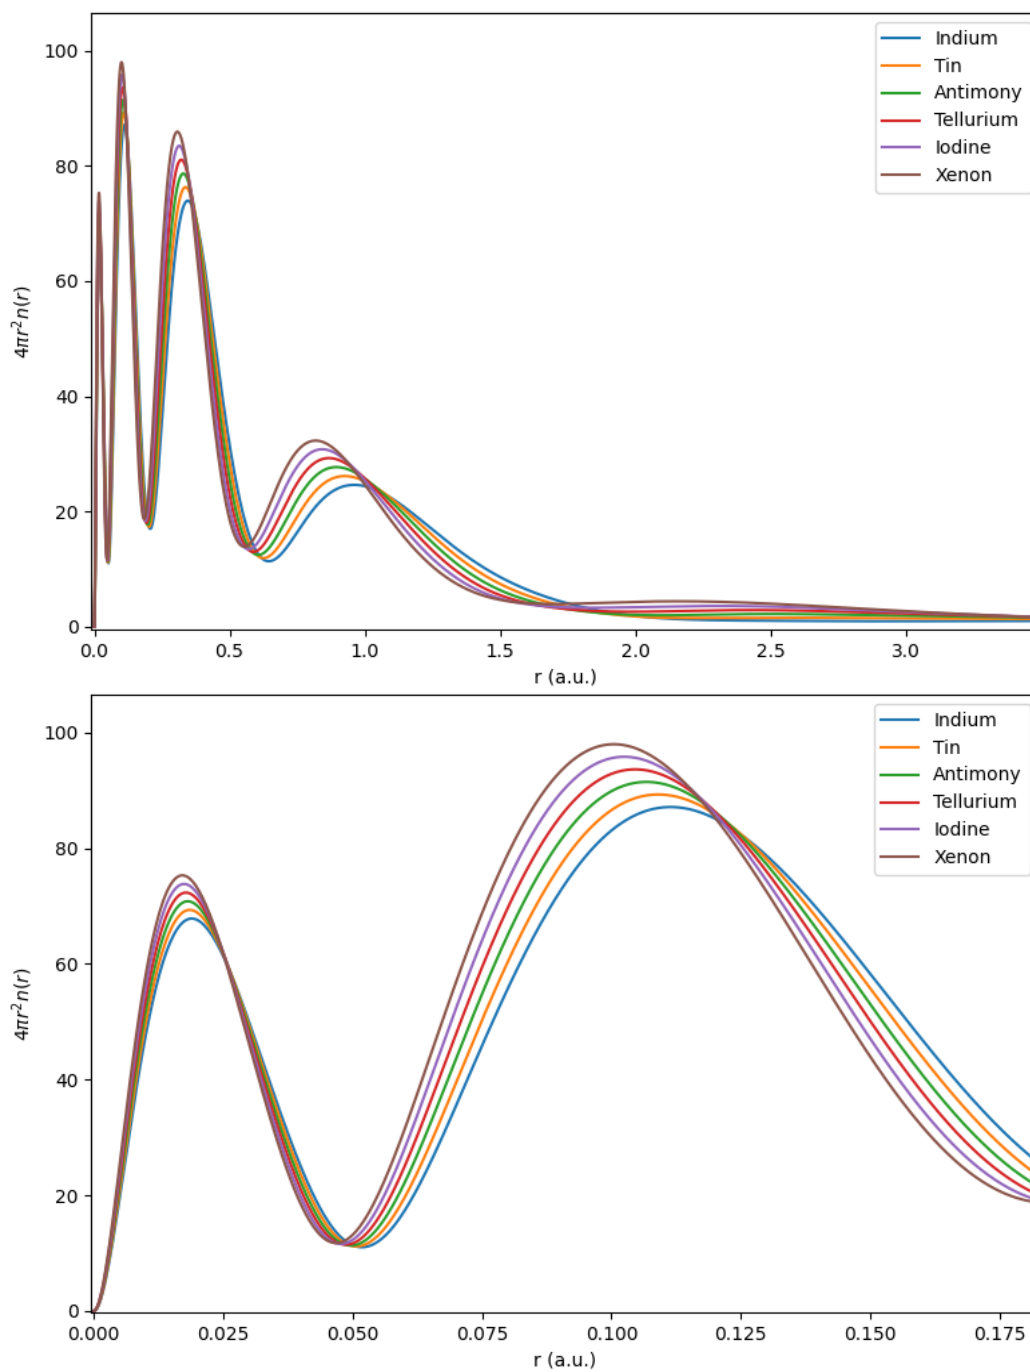 100
80
60
40
20
0
4πr²n(r)
Indium
Tin
Antimony
Tellurium
Iodine
Xenon
0.0 0.5 1.0 1.5 2.0 2.5 3.0
r (a.u.)
100
80
60
40
20
0
4πr²n(r)
Indium
Tin
Antimony
Tellurium
Iodine
Xenon
0.000 0.025 0.050 0.075 0.100 0.125 0.150 0.175
r (a.u.)